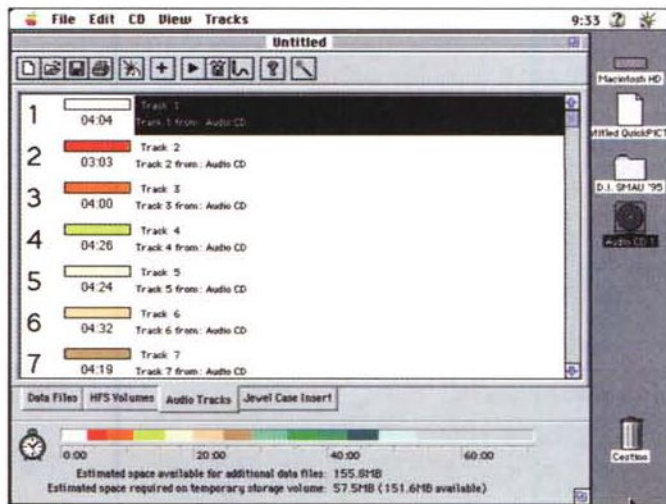 File Edit CD View Tracks 9:33
Untitled
Macintosh HD
1 Track 1
04:04 Track 1 from: Audio CD
2 Track 2
03:03 Track 2 from: Audio CD
3 Track 3
04:00 Track 3 from: Audio CD
4 Track 4
04:26 Track 4 from: Audio CD
5 Track 5
04:24 Track 5 from: Audio CD
6 Track 6
04:32 Track 6 from: Audio CD
7 Track 7
04:19 Track 7 from: Audio CD
ntitled QuickPICT
D.I. SMAU '95
Audio CD 1
Data Files HFS Volumes Audio Tracks Jewel Case Insert
0:00 20:00 40:00 60:00
Estimated space available for additional data files: 155.8MB
Estimated space required on temporary storage volume: 57.5MB (151.6MB available)
Cestino